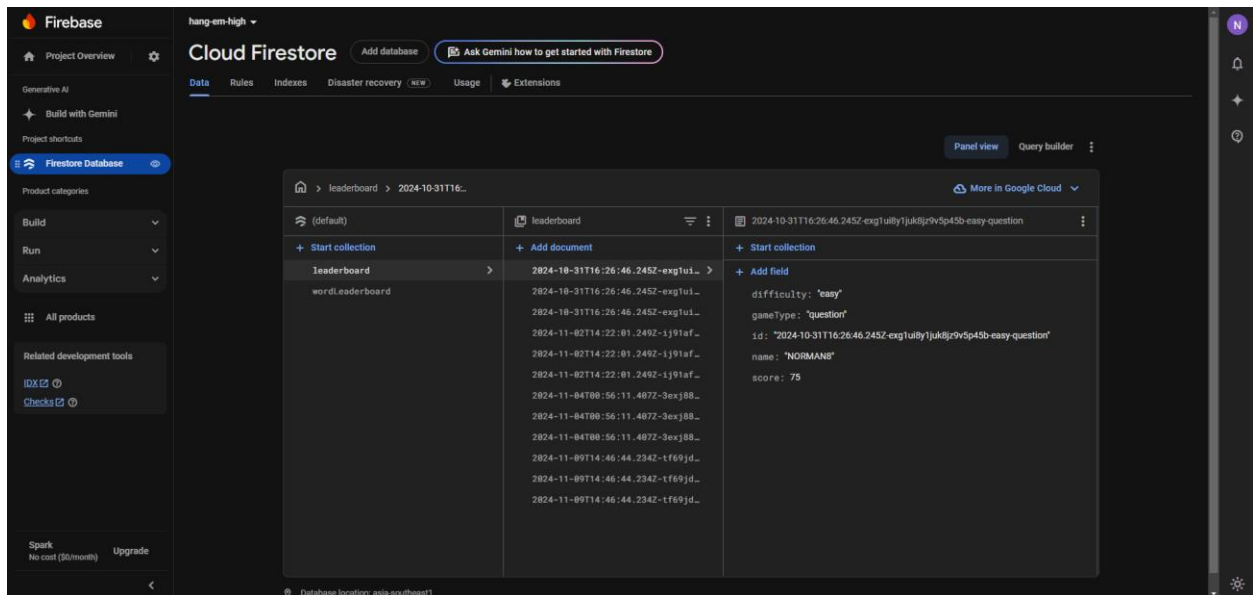 Firebase
Project Overview
Generative AI
Build with Gemini
Project shortcuts
Firestore Database
Product categories
Build
Run
Analytics
All products
Related development tools
IDX
Checks
Spark
No cost ($0/month)
Upgrade
hang-em-high
Cloud Firestore
Add database
Ask Gemini how to get started with Firestore
Data Rules Indexes Disaster recovery NEW Usage Extensions
Panel view Query builder
N
> leaderboard > 2024-10-31T16:…
More in Google Cloud
(default)
+ Start collection
leaderboard >
wordLeaderboard
leaderboard
+ Add document
2024-10-31T16:26:46.245Z-exg1ui… >
2024-10-31T16:26:46.245Z-exg1ui…
2024-10-31T16:26:46.245Z-exg1ui…
2024-11-02T14:22:01.249Z-ij91af…
2024-11-02T14:22:01.249Z-ij91af…
2024-11-02T14:22:01.249Z-ij91af…
2024-11-04T00:56:11.407Z-3exj88…
2024-11-04T00:56:11.407Z-3exj88…
2024-11-04T00:56:11.407Z-3exj88…
2024-11-09T14:46:44.234Z-tf69jd…
2024-11-09T14:46:44.234Z-tf69jd…
2024-11-09T14:46:44.234Z-tf69jd…
2024-10-31T16:26:46.245Z-exg1ui8y1juk8jz9v5p45b-easy-question
+ Start collection
+ Add field
difficulty: "easy"
gameType: "question"
id: "2024-10-31T16:26:46.245Z-exg1ui8y1juk8jz9v5p45b-easy-question"
name: "NORMAN8"
score: 75
Database location: asia-southeast1